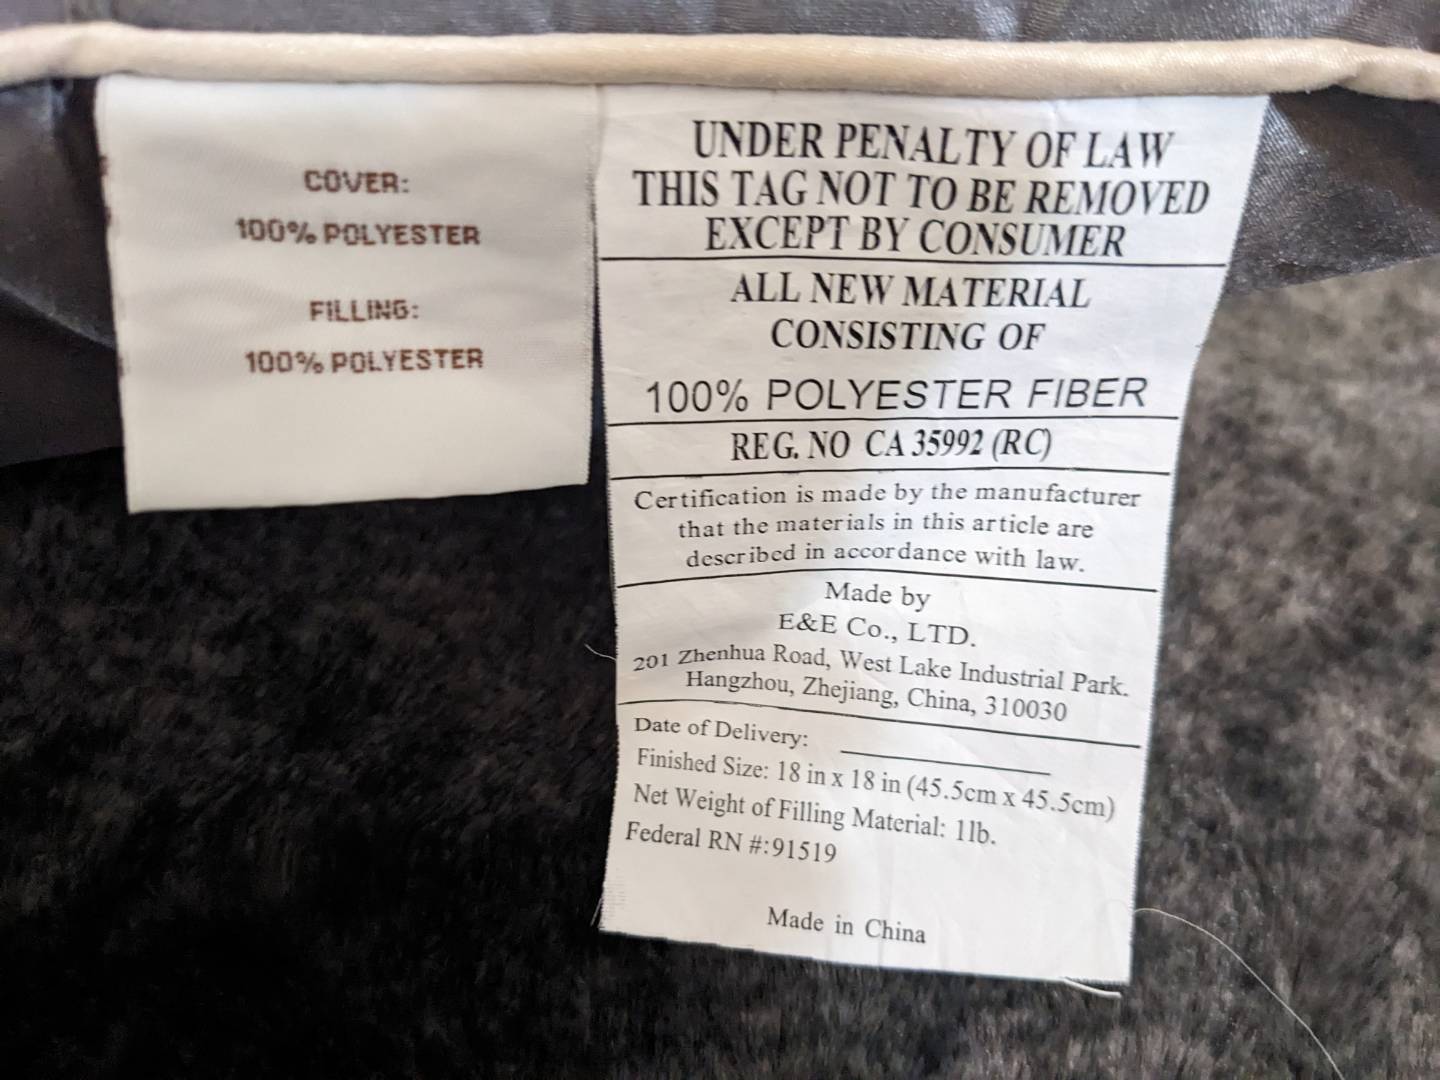 COVER:
100% POLYESTER
FILLING:
100% POLYESTER
UNDER PENALTY OF LAW
THIS TAG NOT TO BE REMOVED
EXCEPT BY CONSUMER
ALL NEW MATERIAL
CONSISTING OF
100% POLYESTER FIBER
REG. NO CA 35992 (RC)
Certification is made by the manufacturer
that the materials in this article are
described in accordance with law.
Made by
E&E Co., LTD.
201 Zhenhua Road, West Lake Industrial Park.
Hangzhou, Zhejiang, China, 310030
Date of Delivery:
Finished Size: 18 in x 18 in (45.5cm x 45.5cm)
Net Weight of Filling Material: 1lb.
Federal RN #:91519
Made in China